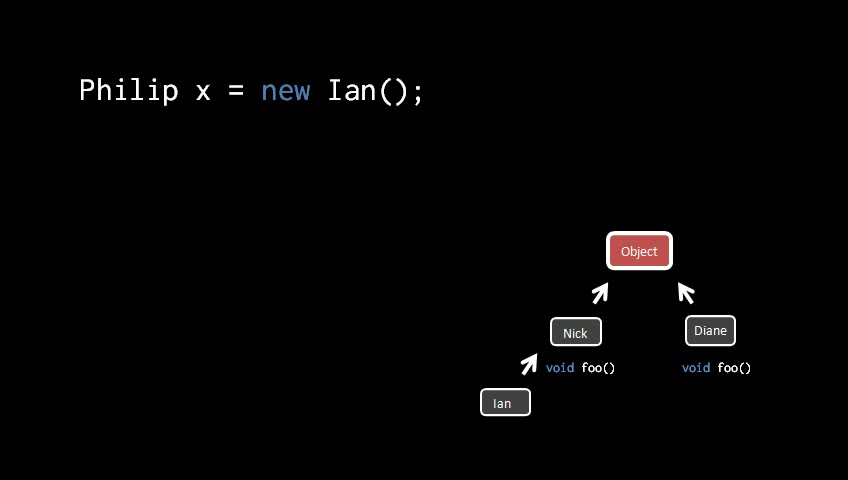 Philip x = new Ian();
Object
Nick
Diane
void foo()
void foo()
Ian